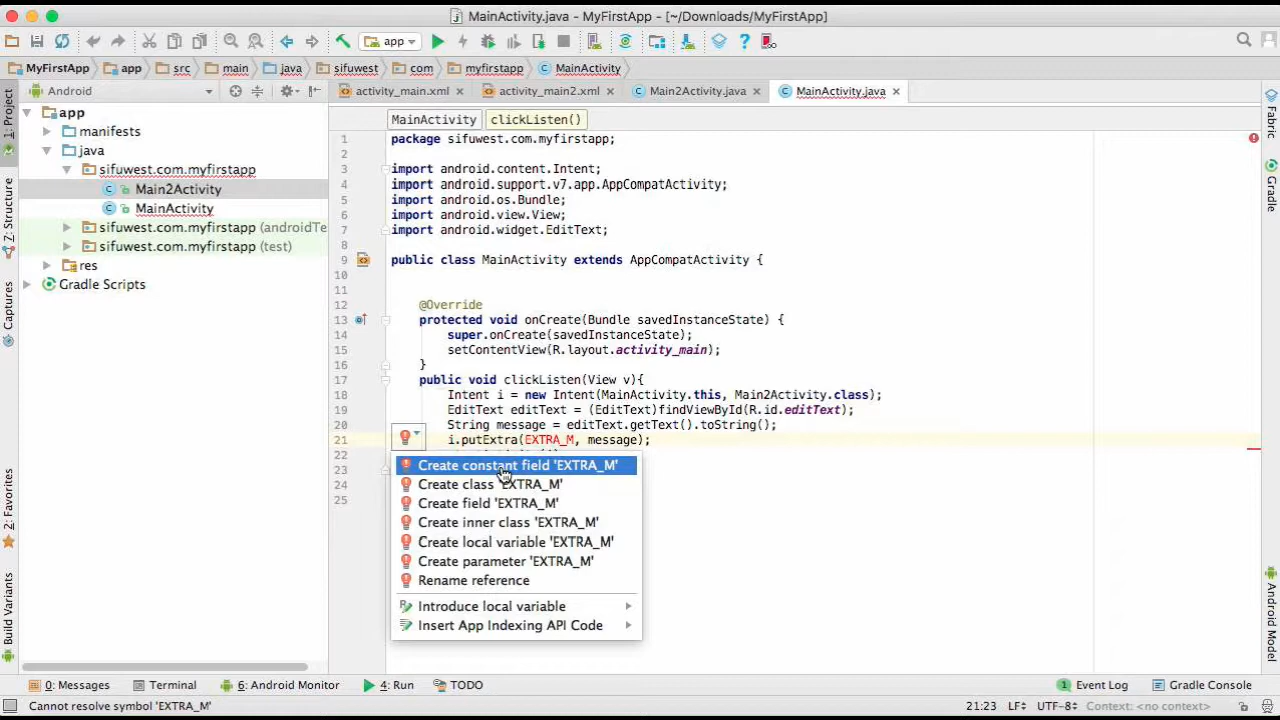 MainActivity.java - MyFirstApp - [~/Downloads/MyFirstApp]
app
MyFirstApp app src main java sifuwest com myfirstapp MainActivity
Android
activity_main.xml activity_main2.xml Main2Activity.java MainActivity.java
MainActivity clickListen()
app
manifests
java
sifuwest.com.myfirstapp
Main2Activity
MainActivity
sifuwest.com.myfirstapp (androidTe
sifuwest.com.myfirstapp (test)
res
Gradle Scripts
1: Project
Z: Structure
Captures
2: Favorites
Build Variants
1 package sifuwest.com.myfirstapp;
2
3 import android.content.Intent;
4 import android.support.v7.app.AppCompatActivity;
5 import android.os.Bundle;
6 import android.view.View;
7 import android.widget.EditText;
8
9 public class MainActivity extends AppCompatActivity {
10
11
12 @Override
13 protected void onCreate(Bundle savedInstanceState) {
14 super.onCreate(savedInstanceState);
15 setContentView(R.layout.activity_main);
16 }
17 public void clickListen(View v){
18 Intent i = new Intent(MainActivity.this, Main2Activity.class);
19 EditText editText = (EditText)findViewById(R.id.editText);
20 String message = editText.getText().toString();
21 i.putExtra(EXTRA_M, message);
22
23
24
25
Create constant field 'EXTRA_M'
Create class 'EXTRA_M'
Create field 'EXTRA_M'
Create inner class 'EXTRA_M'
Create local variable 'EXTRA_M'
Create parameter 'EXTRA_M'
Rename reference
Introduce local variable
Insert App Indexing API Code
Fabric
Gradle
Android Model
0: Messages Terminal 6: Android Monitor 4: Run TODO 1 Event Log Gradle Console
Cannot resolve symbol 'EXTRA_M' 21:23 LF÷ UTF-8÷ Context: <no context>